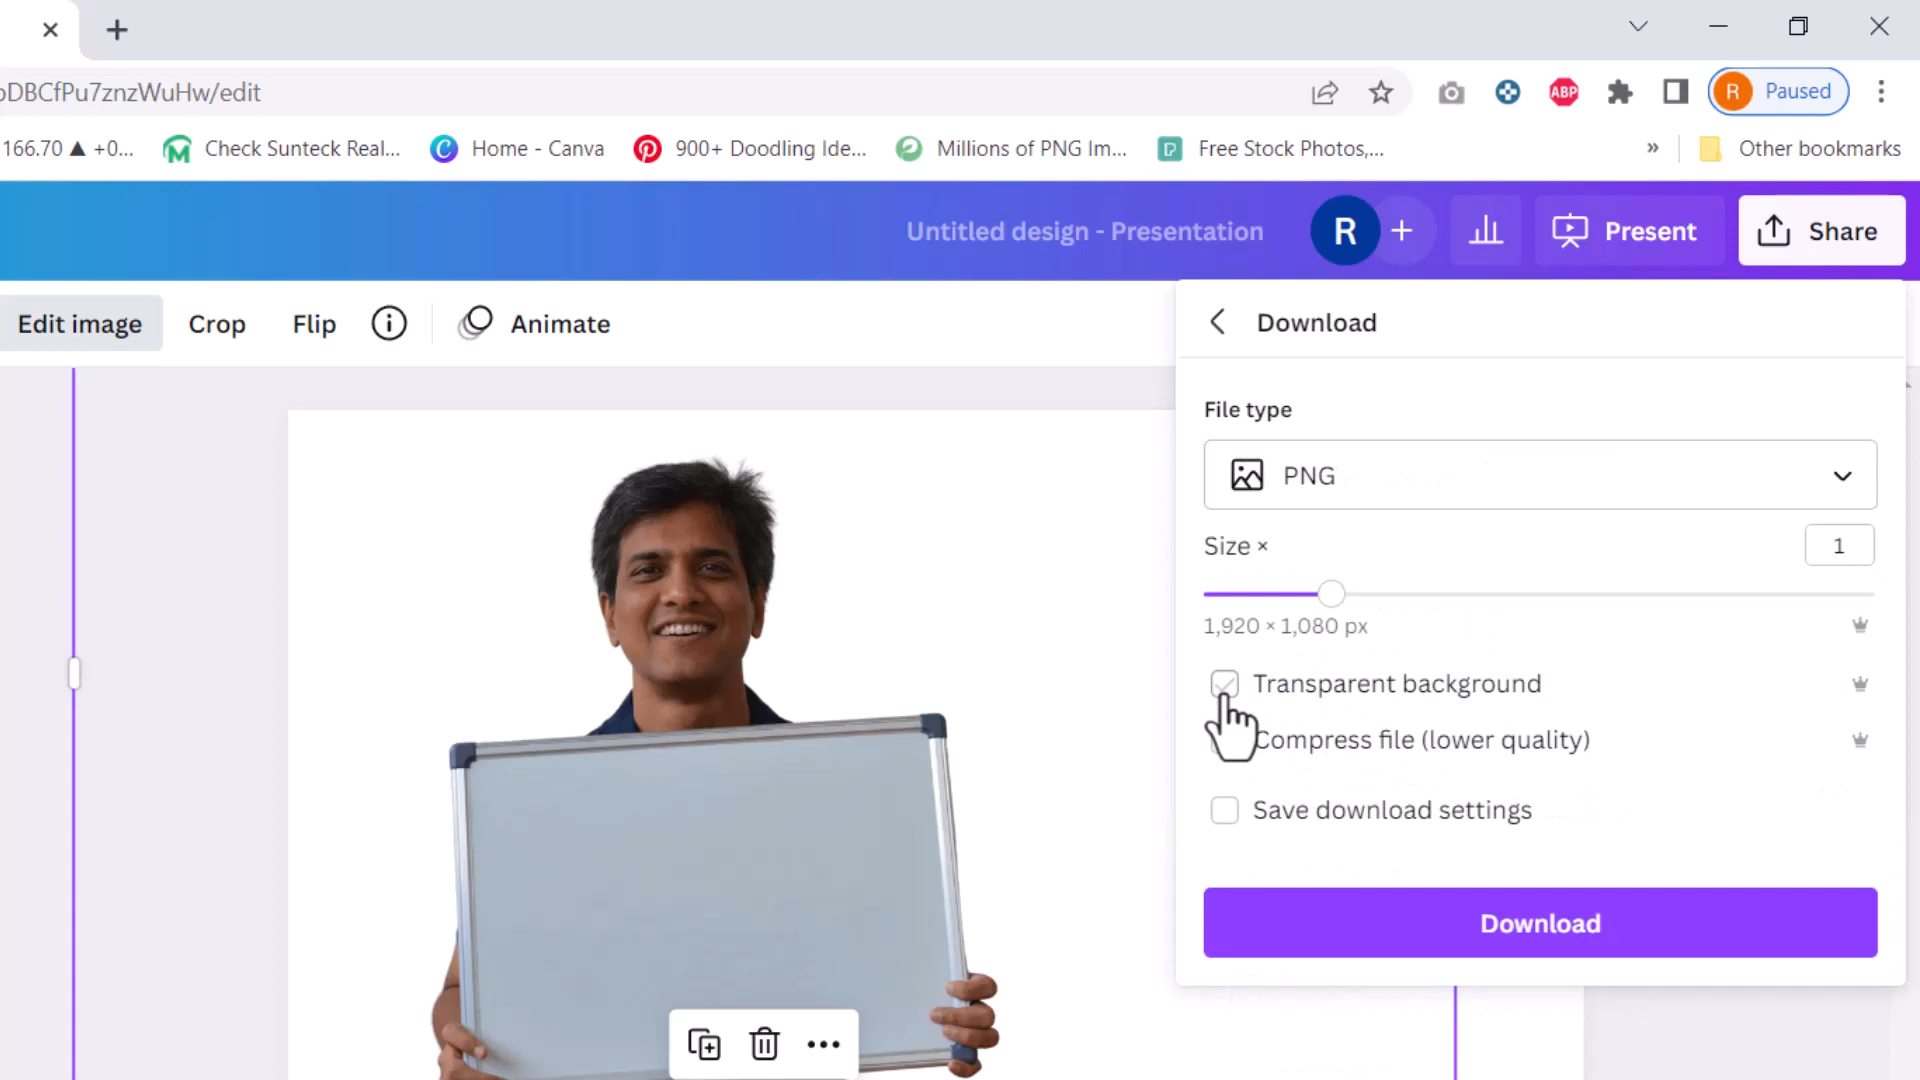 oDBCfPu7znzWuHw/edit
ABP
R Paused
166.70 ▲ +0...
Check Sunteck Real...
Home - Canva
900+ Doodling Ide...
Millions of PNG Im...
Free Stock Photos,...
»
Other bookmarks
Untitled design - Presentation
R
+
Present
Share
Edit image
Crop
Flip
Animate
Download
File type
PNG
Size ×
1
1,920 × 1,080 px
Transparent background
Compress file (lower quality)
Save download settings
Download